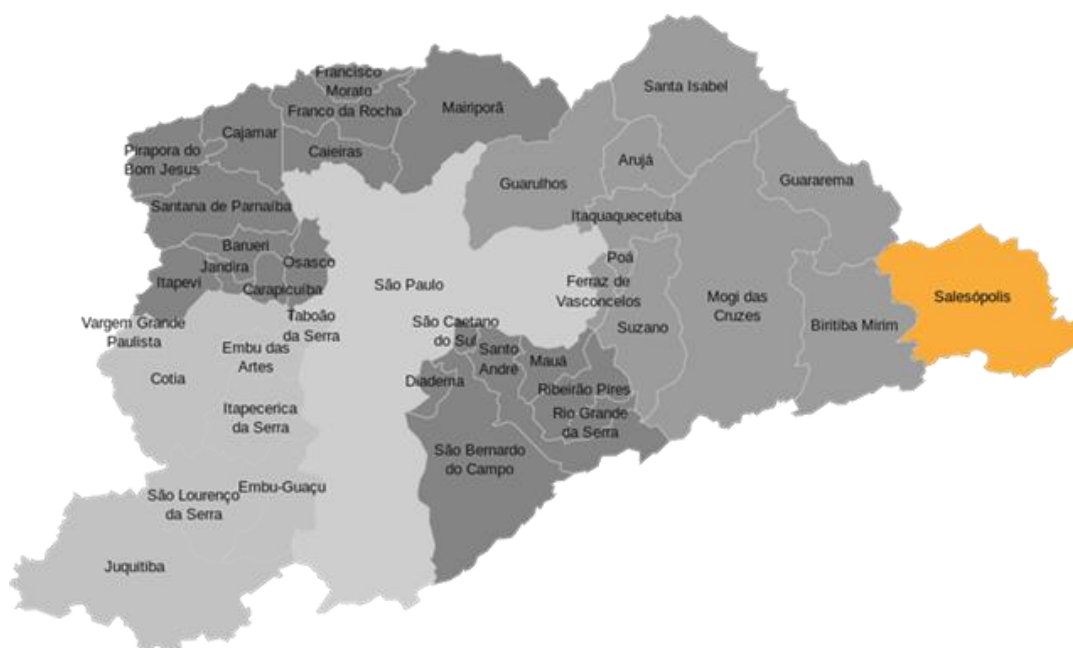 Francisco
Morato
Santa Isabel
Franco da Rocha
Mairiporã
Cajamar
Pirapora do
Bom Jesus
Caieiras
Arujá
Guarulhos
Guararema
Santana de Parnaíba
Itaquaquecetuba
Barueri
Jandira
Osasco
Poá
Itapevi
Carapicuíba
São Paulo
Ferraz de
Vasconcelos
Salesópolis
Mogi das
Cruzes
Taboão
da Serra
Vargem Grande
Paulista
São Caetano
do Sul
Suzano
Biritiba Mirim
Embu das
Artes
Santo
André
Mauá
Cotia
Diadema
Ribeirão Pires
Itapecerica
da Serra
Rio Grande
da Serra
São Bernardo
do Campo
Embu-Guaçu
São Lourenço
da Serra
Juquitiba